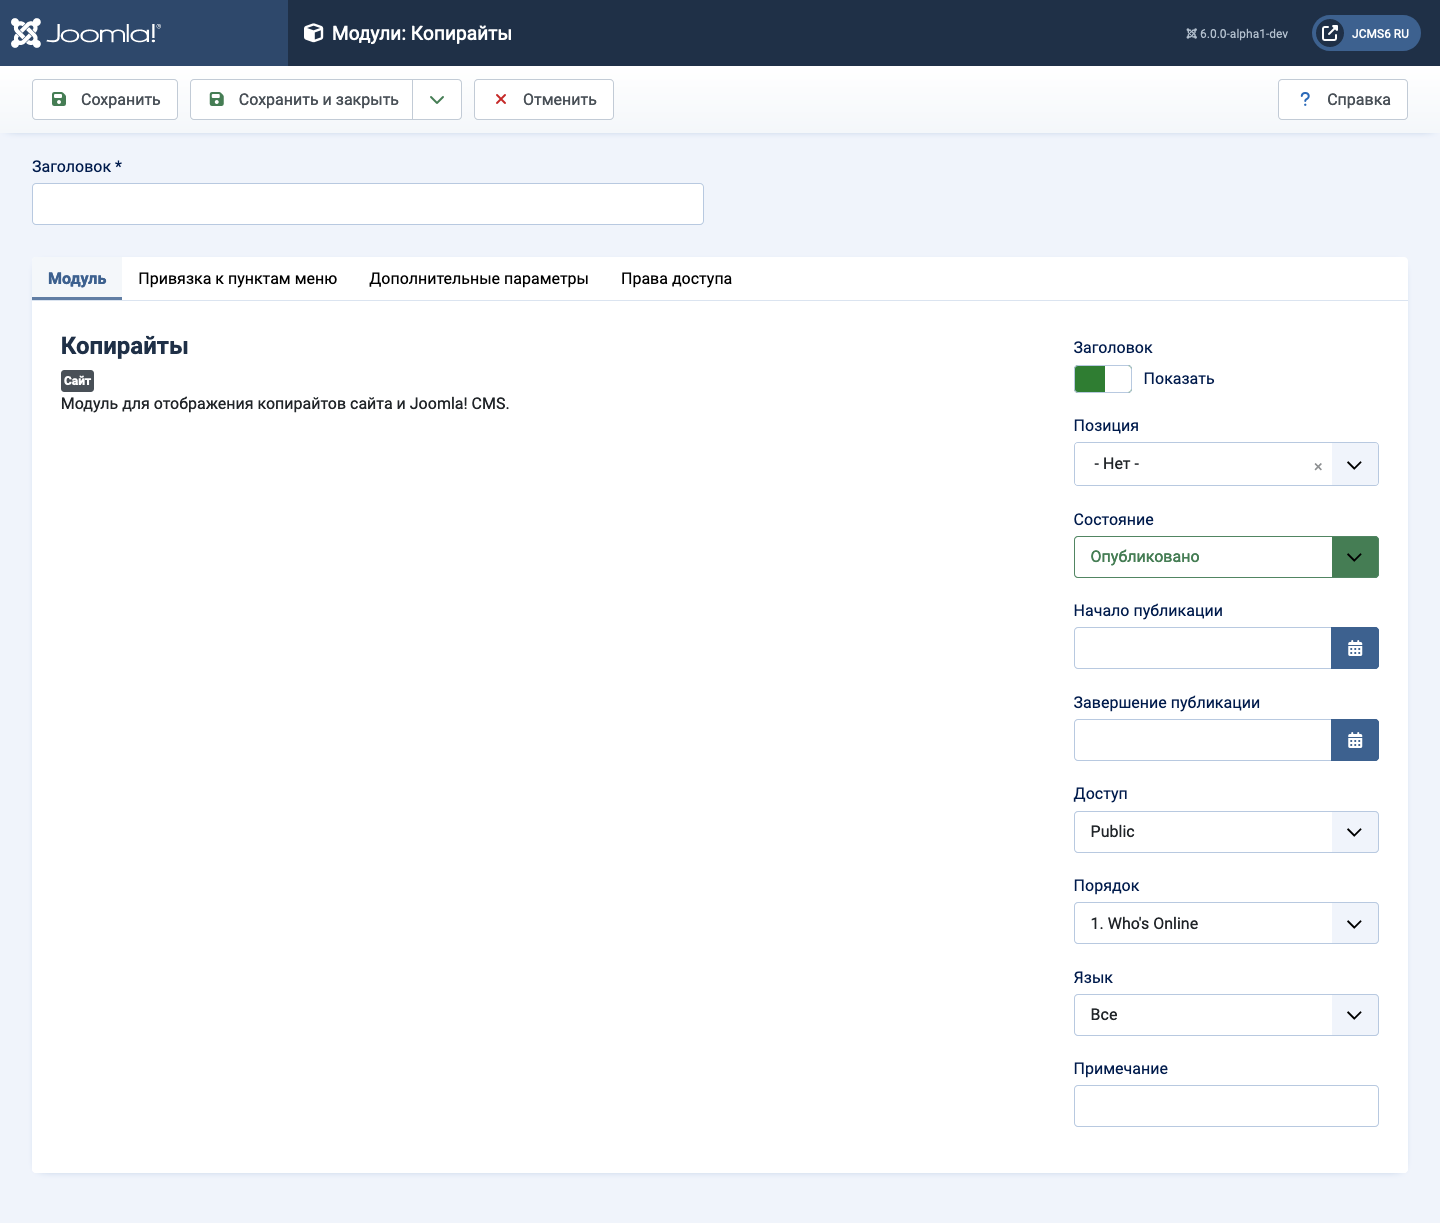 Joomla!®
Модули: Копирайты
6.0.0-alpha1-dev
JCMS6 RU
Сохранить
Сохранить и закрыть
Отменить
? Справка
Заголовок *
Модуль
Привязка к пунктам меню
Дополнительные параметры
Права доступа
Копирайты
Сайт
Модуль для отображения копирайтов сайта и Joomla! CMS.
Заголовок
Показать
Позиция
- Нет -
Состояние
Опубликовано
Начало публикации
Завершение публикации
Доступ
Public
Порядок
1. Who's Online
Язык
Все
Примечание